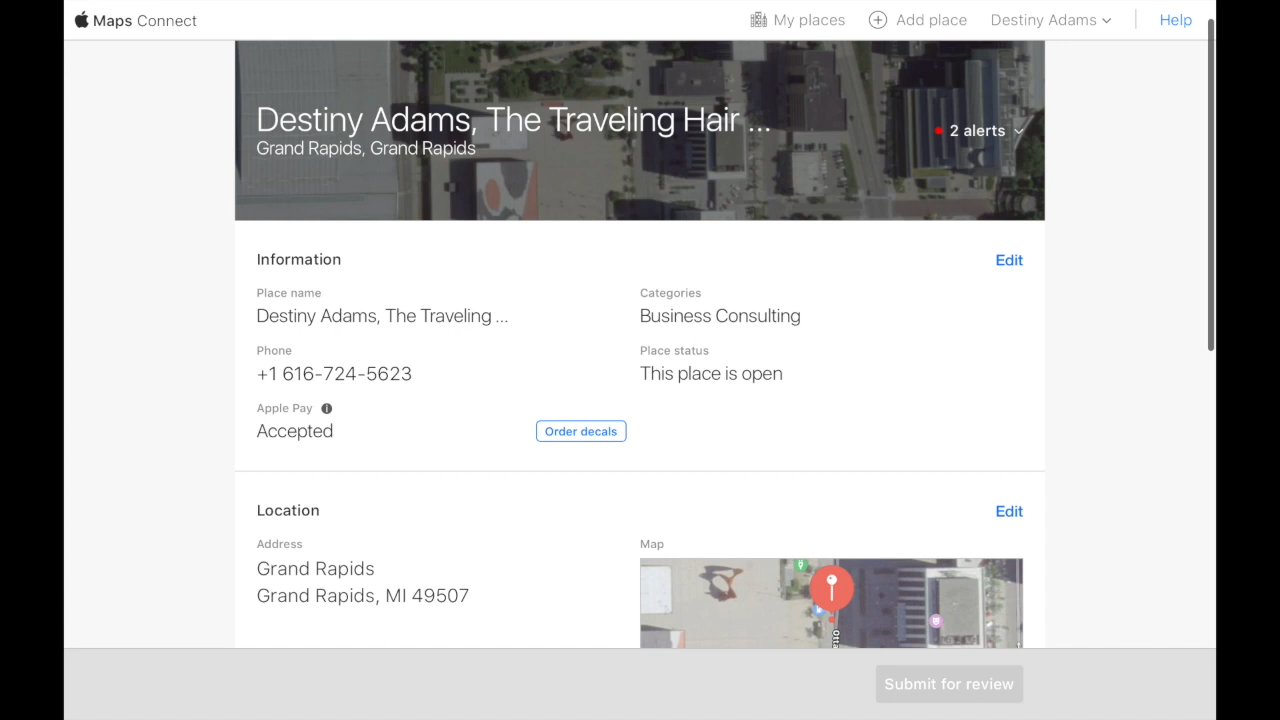 Maps Connect
My places
Add place
Destiny Adams
Help
Destiny Adams, The Traveling Hair ...
Grand Rapids, Grand Rapids
2 alerts
Information
Edit
Place name
Destiny Adams, The Traveling ...
Categories
Business Consulting
Phone
+1 616-724-5623
Place status
This place is open
Apple Pay
Accepted
Order decals
Location
Edit
Address
Grand Rapids
Grand Rapids, MI 49507
Map
Otta
Submit for review